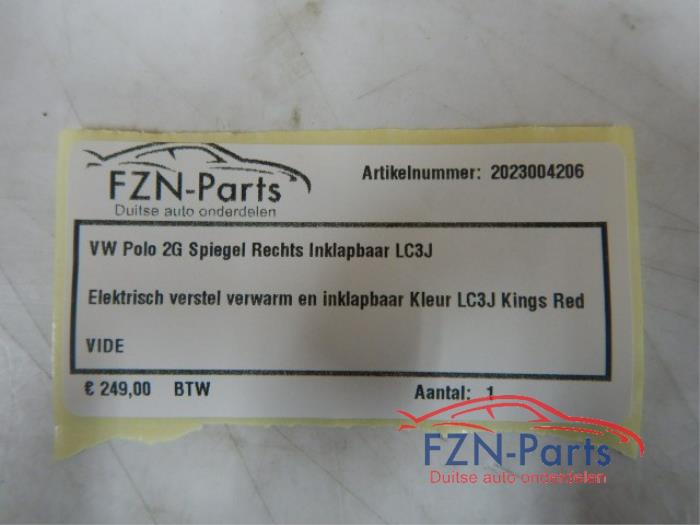 FZN-Parts
Duitse auto onderdelen
Artikelnummer: 2023004206
VW Polo 2G Spiegel Rechts Inklapbaar LC3J
Elektrisch verstel verwarm en inklapbaar Kleur LC3J Kings Red
VIDE
€ 249,00 BTW
Aantal: 1
FZN-Parts
Duitse auto onderdelen